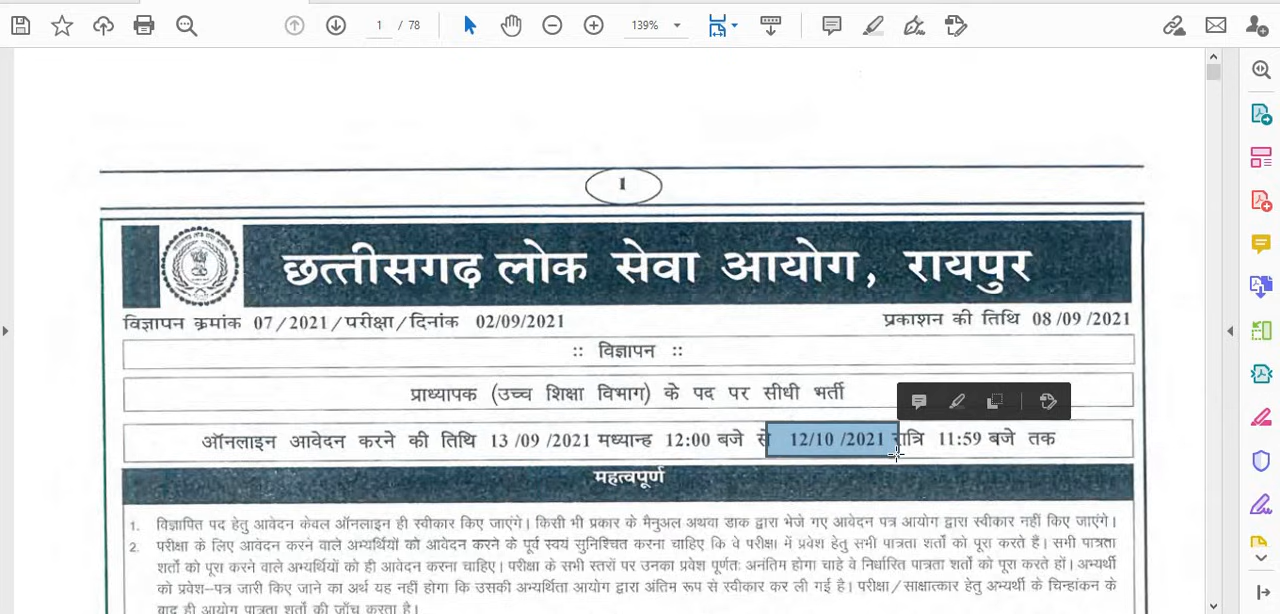 1 / 78
139%
1
छत्तीसगढ़ लोक सेवा आयोग, रायपुर
विज्ञापन क्रमांक 07/2021/परीक्षा/दिनांक 02/09/2021 प्रकाशन की तिथि 08 /09 /2021
:: विज्ञापन ::
प्राध्यापक (उच्च शिक्षा विभाग) के पद पर सीधी भर्ती
ऑनलाइन आवेदन करने की तिथि 13 /09 /2021 मध्यान्ह 12:00 बजे से 12/10 /2021 रात्रि 11:59 बजे तक
महत्वपूर्ण
1. विज्ञापित पद हेतु आवेदन केवल ऑनलाइन ही स्वीकार किए जाएंगे। किसी भी प्रकार के मैनुअल अथवा डाक द्वारा भेजे गए आवेदन पत्र आयोग द्वारा स्वीकार नहीं किए जाएंगे।
2. परीक्षा के लिए आवेदन करने वाले अभ्यर्थियों को आवेदन करने के पूर्व स्वयं सुनिश्चित करना चाहिए कि वे परीक्षा में प्रवेश हेतु सभी पात्रता शर्तो को पूरा करते है। सभी पात्रता
शर्तो को पूरा करने वाले अभ्यर्थियों को ही आवेदन करना चाहिए। परीक्षा के सभी स्तरों पर उनका प्रवेश पूर्णतः अनंतिम होगा चाहे वे निर्धारित पात्रता शर्तो को पूरा करते हों। अभ्यर्थी
को प्रवेश-पत्र जारी किए जाने का अर्थ यह नहीं होगा कि उसकी अभ्यर्थिता आयोग द्वारा अंतिम रूप से स्वीकार कर ली गई है। परीक्षा/साक्षात्कार हेतु अभ्यर्थी के चिन्हांकन के
बाद ही आयोग पात्रता शर्तो की जाँच करता है।